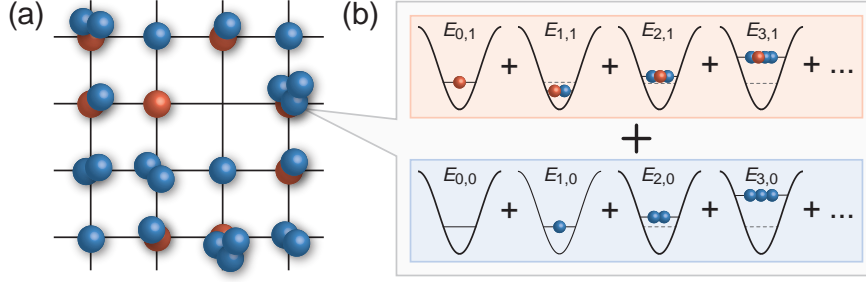 (a)
(b)
E0,1 + E1,1 + E2,1 + E3,1 + ...
+
E0,0 + E1,0 + E2,0 + E3,0 + ...